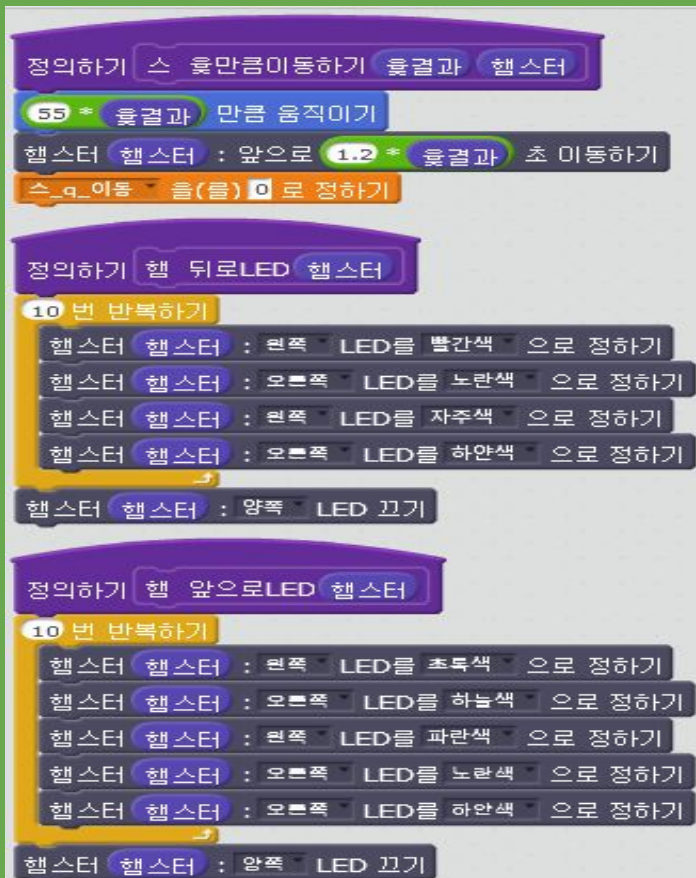 정의하기 스 윷만큼이동하기 윷결과 햄스터
55 * 윷결과 만큼 움직이기
햄스터 햄스터 : 앞으로 1.2 * 윷결과 초 이동하기
스_q_이동 을(를) 0 로 정하기
정의하기 햄 뒤로LED 햄스터
10 번 반복하기
햄스터 햄스터 : 왼쪽 LED를 빨간색 으로 정하기
햄스터 햄스터 : 오른쪽 LED를 노란색 으로 정하기
햄스터 햄스터 : 왼쪽 LED를 자주색 으로 정하기
햄스터 햄스터 : 오른쪽 LED를 하얀색 으로 정하기
햄스터 햄스터 : 양쪽 LED 끄기
정의하기 햄 앞으로LED 햄스터
10 번 반복하기
햄스터 햄스터 : 왼쪽 LED를 초록색 으로 정하기
햄스터 햄스터 : 오른쪽 LED를 하늘색 으로 정하기
햄스터 햄스터 : 왼쪽 LED를 파란색 으로 정하기
햄스터 햄스터 : 오른쪽 LED를 노란색 으로 정하기
햄스터 햄스터 : 오른쪽 LED를 하얀색 으로 정하기
햄스터 햄스터 : 양쪽 LED 끄기